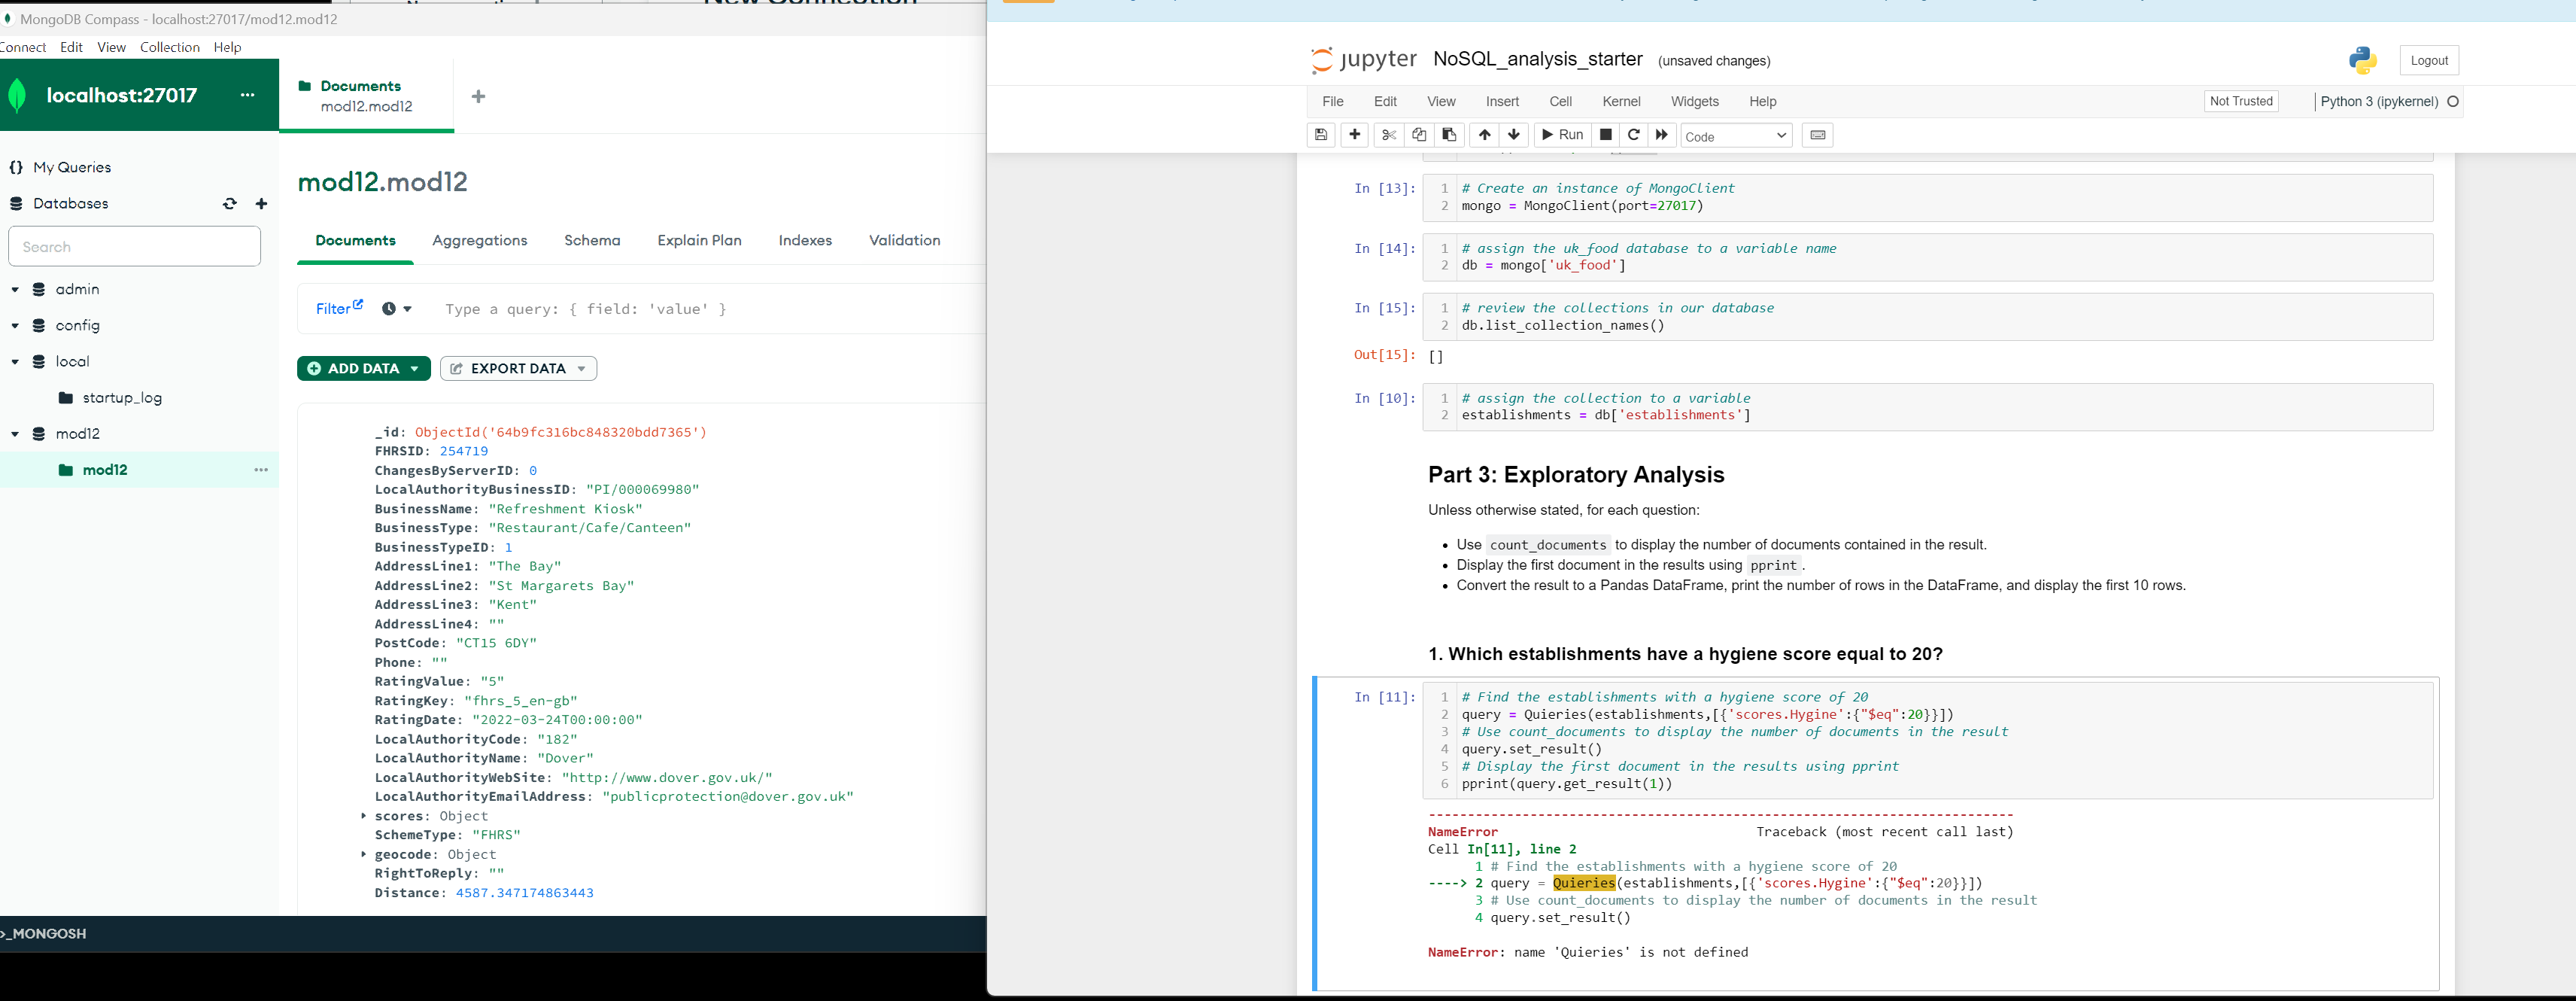 MongoDB Compass - localhost:27017/mod12.mod12
Connect Edit View Collection Help
localhost:27017 ...
Documents
mod12.mod12
+
My Queries
Databases
Search
admin
config
local
startup_log
mod12
mod12 ...
mod12.mod12
Documents Aggregations Schema Explain Plan Indexes Validation
Filter Type a query: { field: 'value' }
ADD DATA EXPORT DATA
_id: ObjectId('64b9fc316bc848320bdd7365')
FHRSID: 254719
ChangesByServerID: 0
LocalAuthorityBusinessID: "PI/000069980"
BusinessName: "Refreshment Kiosk"
BusinessType: "Restaurant/Cafe/Canteen"
BusinessTypeID: 1
AddressLine1: "The Bay"
AddressLine2: "St Margarets Bay"
AddressLine3: "Kent"
AddressLine4: ""
PostCode: "CT15 6DY"
Phone: ""
RatingValue: "5"
RatingKey: "fhrs_5_en-gb"
RatingDate: "2022-03-24T00:00:00"
LocalAuthorityCode: "182"
LocalAuthorityName: "Dover"
LocalAuthorityWebSite: "http://www.dover.gov.uk/"
LocalAuthorityEmailAddress: "publicprotection@dover.gov.uk"
scores: Object
SchemeType: "FHRS"
geocode: Object
RightToReply: ""
Distance: 4587.347174863443
>_MONGOSH
jupyter NoSQL_analysis_starter (unsaved changes) Logout
File Edit View Insert Cell Kernel Widgets Help Not Trusted Python 3 (ipykernel)
Run Code
In [13]: 1 # Create an instance of MongoClient
2 mongo = MongoClient(port=27017)
In [14]: 1 # assign the uk_food database to a variable name
2 db = mongo['uk_food']
In [15]: 1 # review the collections in our database
2 db.list_collection_names()
Out[15]: []
In [10]: 1 # assign the collection to a variable
2 establishments = db['establishments']
Part 3: Exploratory Analysis
Unless otherwise stated, for each question:
• Use count_documents to display the number of documents contained in the result.
• Display the first document in the results using pprint.
• Convert the result to a Pandas DataFrame, print the number of rows in the DataFrame, and display the first 10 rows.
1. Which establishments have a hygiene score equal to 20?
In [11]: 1 # Find the establishments with a hygiene score of 20
2 query = Quieries(establishments,[{'scores.Hygine':{"$eq":20}}])
3 # Use count_documents to display the number of documents in the result
4 query.set_result()
5 # Display the first document in the results using pprint
6 pprint(query.get_result(1))
---------------------------------------------------------------------------
NameError Traceback (most recent call last)
Cell In[11], line 2
1 # Find the establishments with a hygiene score of 20
----> 2 query = Quieries(establishments,[{'scores.Hygine':{"$eq":20}}])
3 # Use count_documents to display the number of documents in the result
4 query.set_result()
NameError: name 'Quieries' is not defined